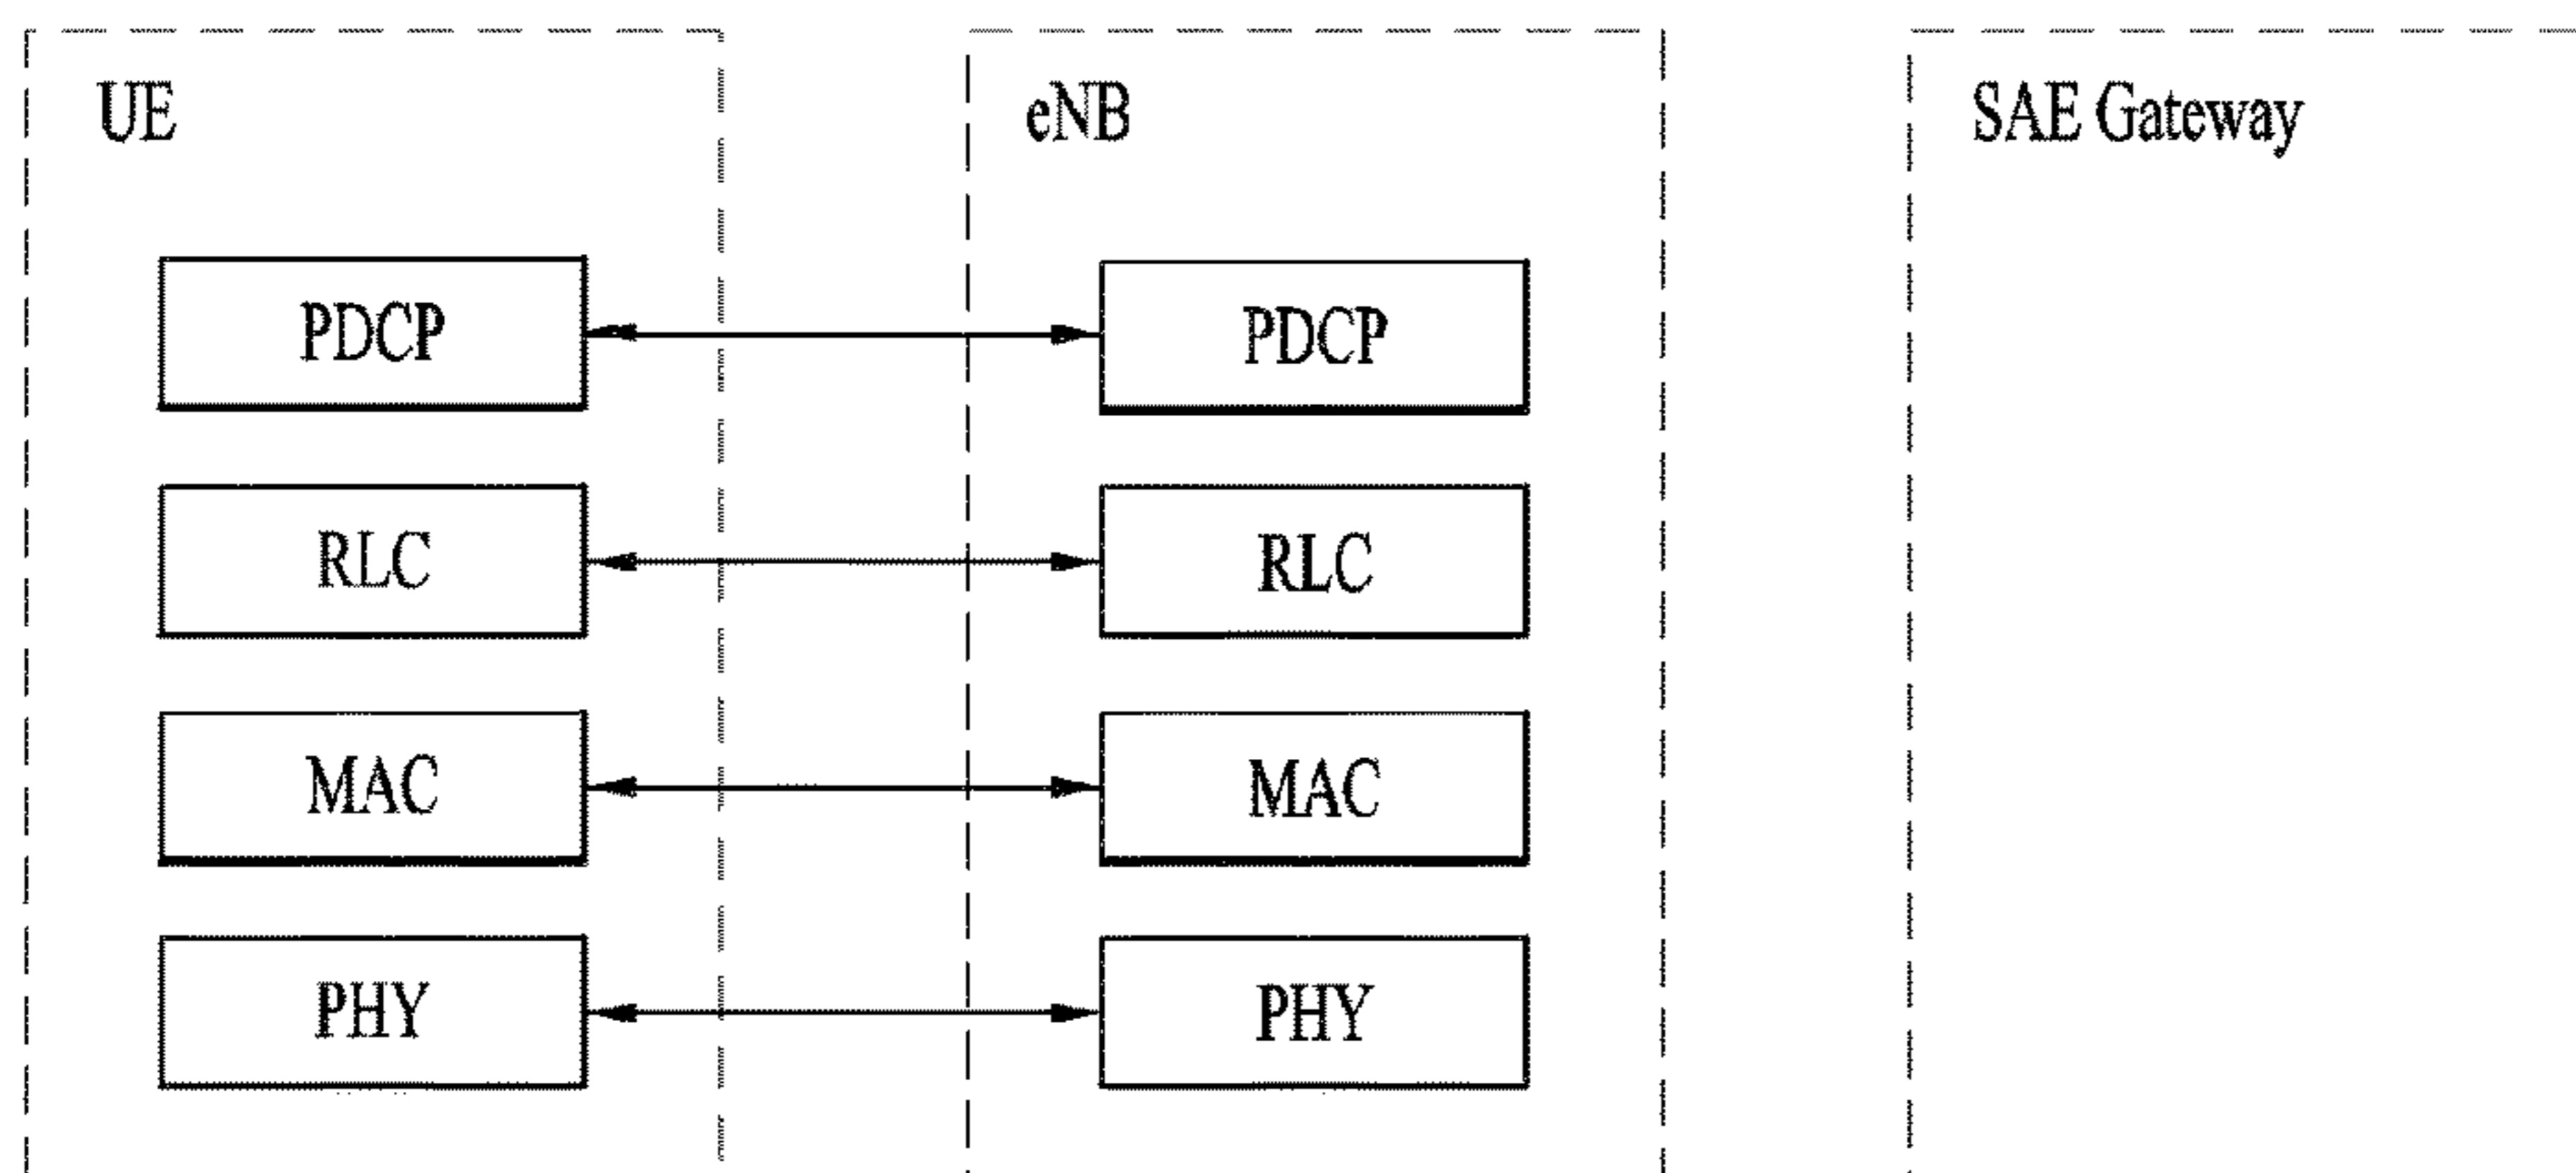 UE
eNB
SAE Gateway
PDCP
PDCP
RLC
RLC
MAC
MAC
PHY
PHY